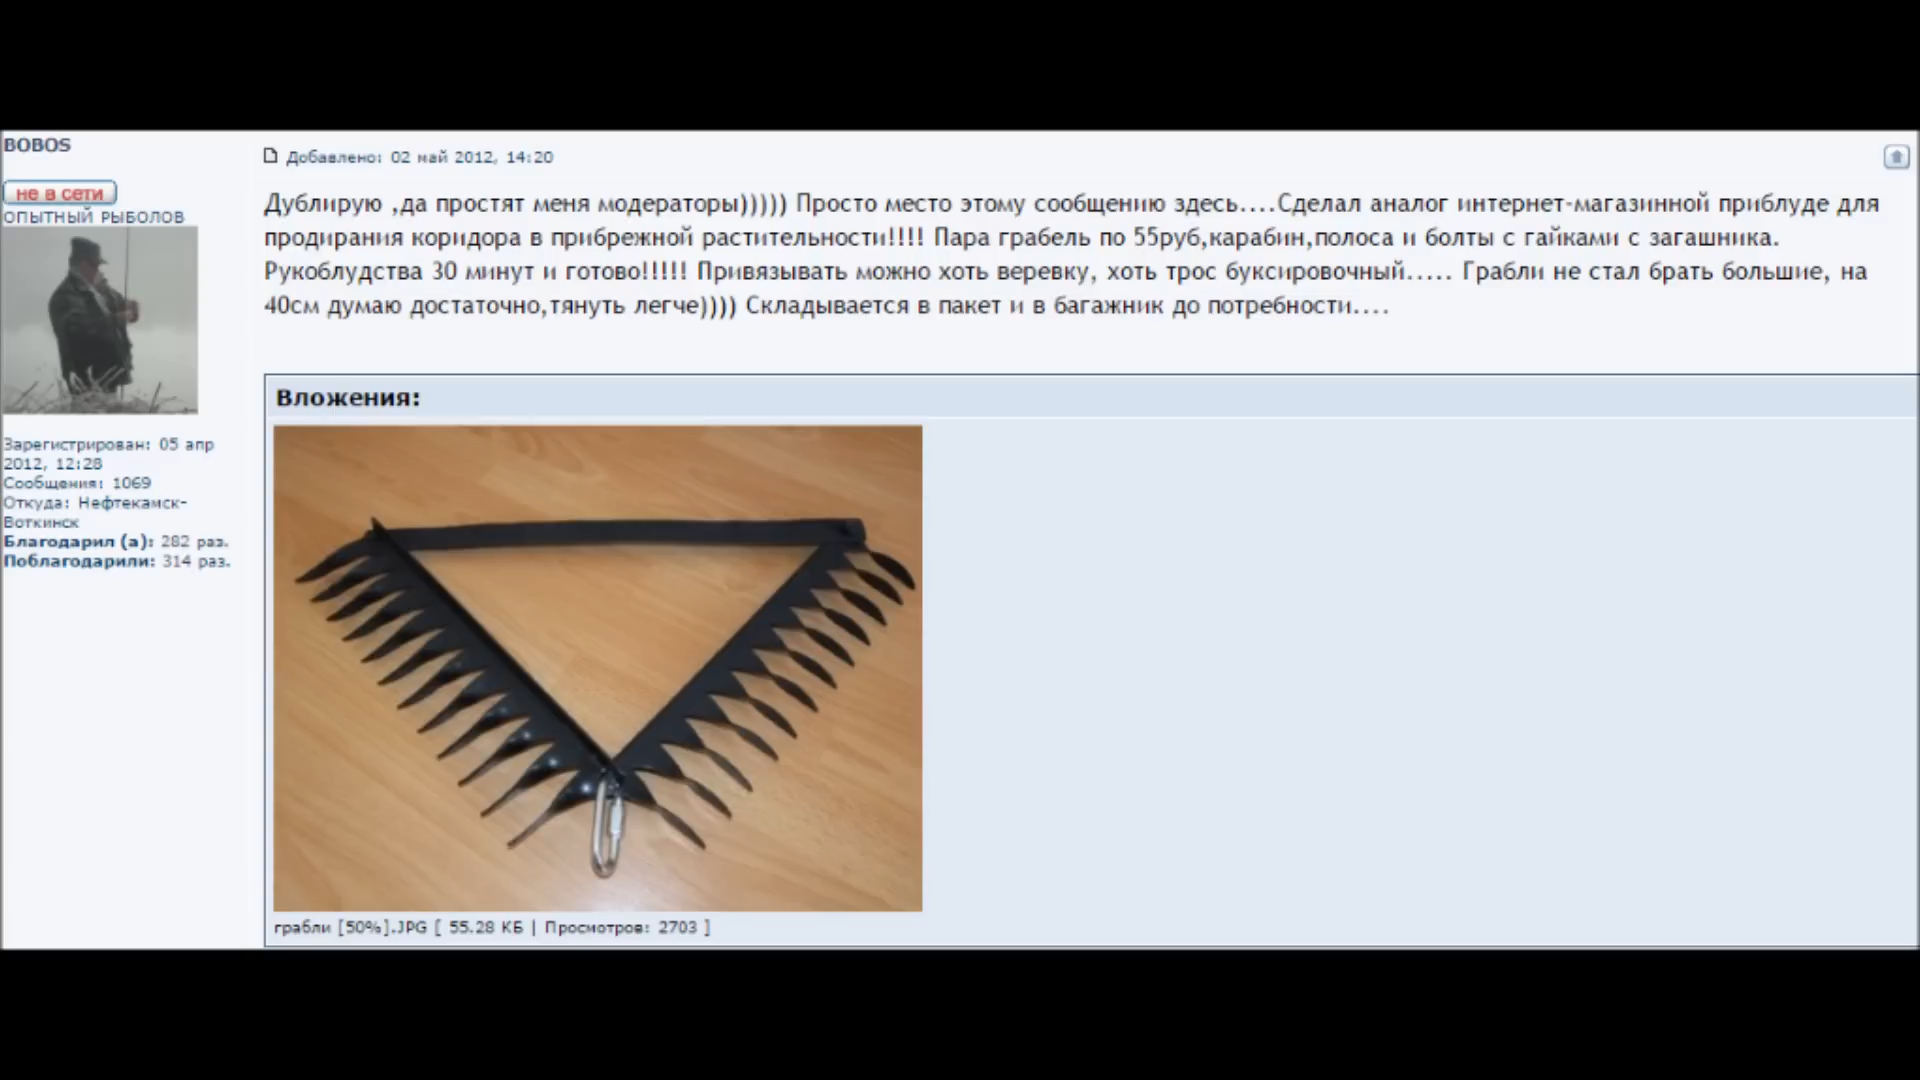 BOBOS
не в сети
ОПЫТНЫЙ РЫБОЛОВ
Зарегистрирован: 05 апр
2012, 12:28
Сообщения: 1069
Откуда: Нефтекамск-
Воткинск
Благодарил (а): 282 раз.
Поблагодарили: 314 раз.
Добавлено: 02 май 2012, 14:20
Дублирую ,да простят меня модераторы))))) Просто место этому сообщению здесь....Сделал аналог интернет-магазинной приблуде для
продирания коридора в прибрежной растительности!!!! Пара грабель по 55руб,карабин,полоса и болты с гайками с загашника.
Рукоблудства 30 минут и готово!!!!! Привязывать можно хоть веревку, хоть трос буксировочный..... Грабли не стал брать большие, на
40см думаю достаточно,тянуть легче)))) Складывается в пакет и в багажник до потребности....
Вложения:
грабли [50%].JPG [ 55.28 КБ | Просмотров: 2703 ]